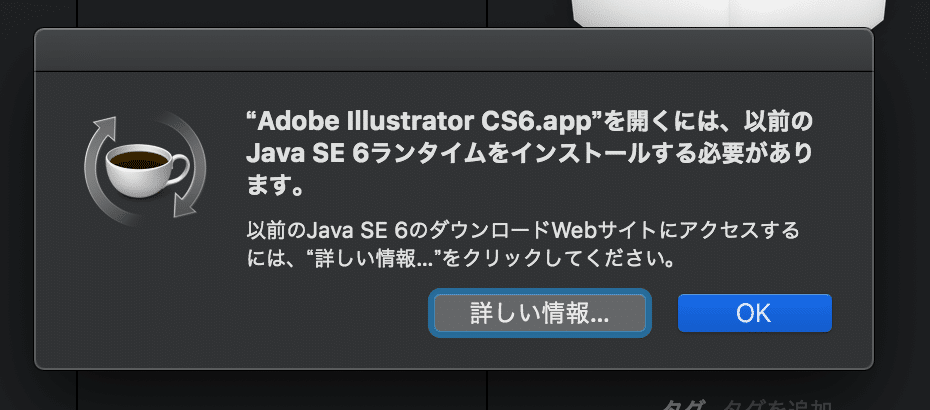 “Adobe Illustrator CS6.app”を開くには、以前の
Java SE 6ランタイムをインストールする必要があり
ます。
以前のJava SE 6のダウンロードWebサイトにアクセスする
には、“詳しい情報...”をクリックしてください。
詳しい情報...
OK
タグ タグを追加